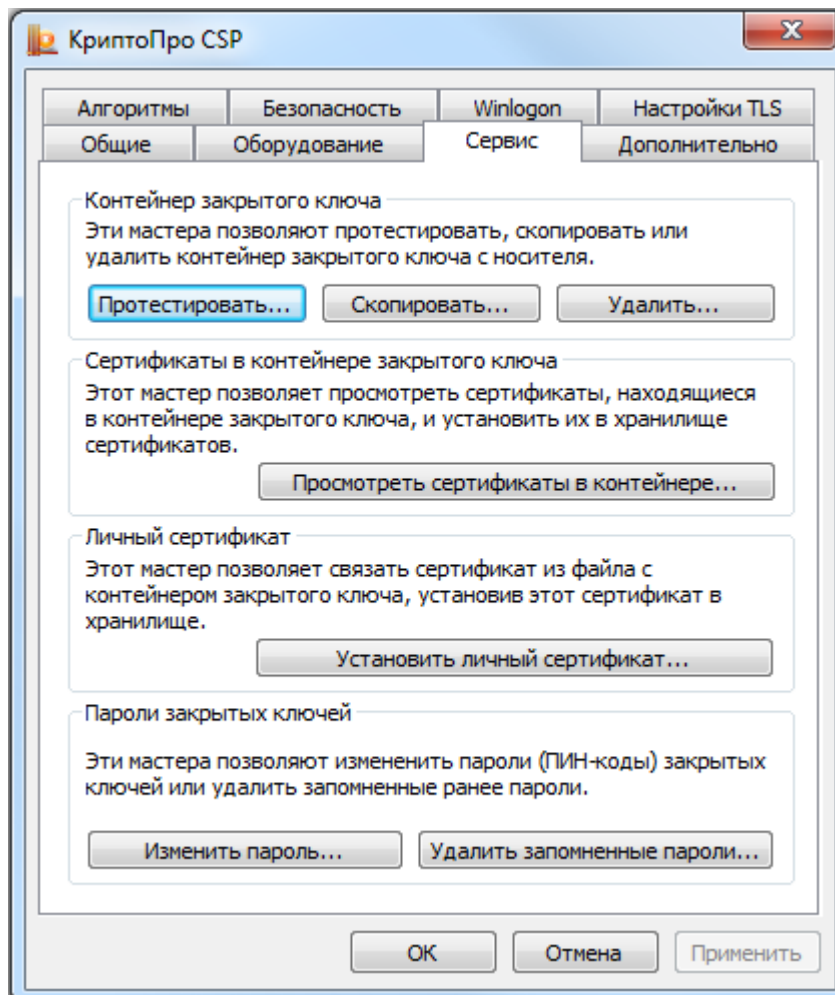 КриптоПро CSP
Алгоритмы Безопасность Winlogon Настройки TLS
Общие Оборудование Сервис Дополнительно
Контейнер закрытого ключа
Эти мастера позволяют протестировать, скопировать или
удалить контейнер закрытого ключа с носителя.
Протестировать... Скопировать... Удалить...
Сертификаты в контейнере закрытого ключа
Этот мастер позволяет просмотреть сертификаты, находящиеся
в контейнере закрытого ключа, и установить их в хранилище
сертификатов.
Просмотреть сертификаты в контейнере...
Личный сертификат
Этот мастер позволяет связать сертификат из файла с
контейнером закрытого ключа, установив этот сертификат в
хранилище.
Установить личный сертификат...
Пароли закрытых ключей
Эти мастера позволяют измененить пароли (ПИН-коды) закрытых
ключей или удалить запомненные ранее пароли.
Изменить пароль... Удалить запомненные пароли...
ОК Отмена Применить